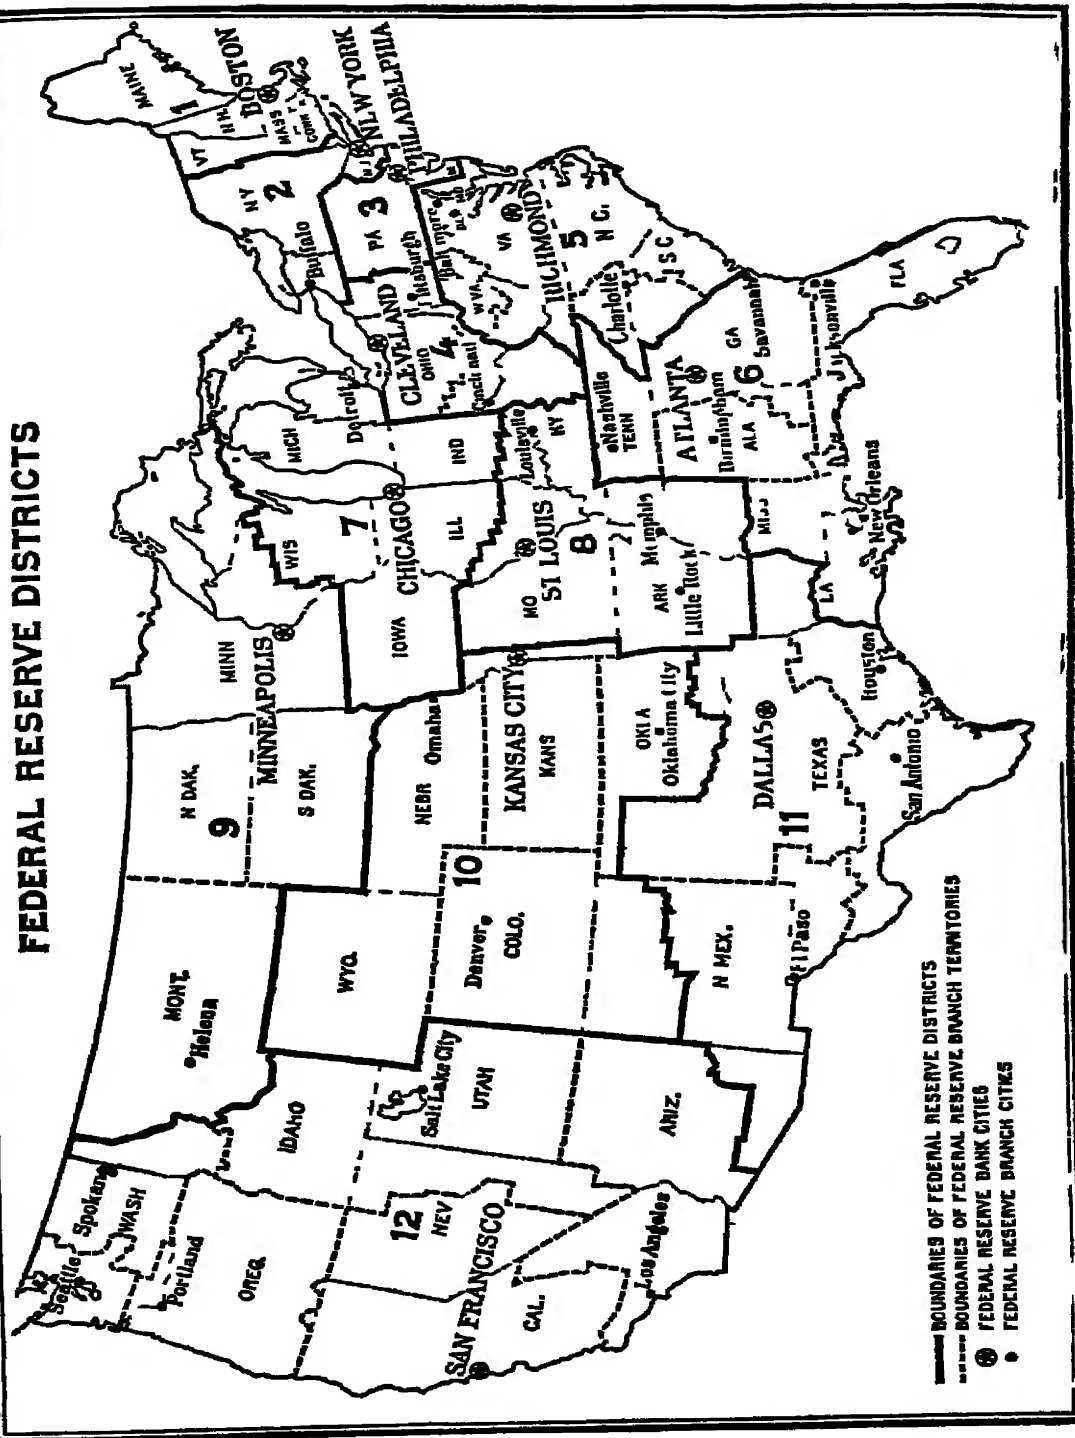 FEDERAL RESERVE DISTRICTS
MAINE
1
VT
N H.
BOSTON
MASS
CONN
NLW YORK
N J
PHILADELPHIA
NY
2
Buffalo
PA
3
CLEVELAND
OHIO
4
Cincinnati
VA
W VA
RICHMOND
5
N C.
Charlotte
S C
ATLANTA
6
GA
Savannah
Jacksonville
FLA
Nashville
TENN
Birmingham
ALA
New Orleans
MISS
LA
MICH
Detroit
WIS
7
CHICAGO
ILL
IND
IOWA
Louisville
KY
ST LOUIS
8
MO
Memphis
ARK
Little Rock
MINN
MINNEAPOLIS
N DAK.
9
S DAK.
MONT.
Helena
NEBR
Omaha
KANSAS CITY
KANS
10
WYO.
Denver
COLO.
OKLA
Oklahoma City
DALLAS
TEXAS
11
Houston
San Antonio
El Paso
N MEX.
Seattle
Spokane
WASH
Portland
OREG.
IDAHO
Salt Lake City
UTAH
12
NEV
SAN FRANCISCO
CAL.
Los Angeles
ARIZ.
BOUNDARIES OF FEDERAL RESERVE DISTRICTS
BOUNDARIES OF FEDERAL RESERVE BRANCH TERRITORIES
FEDERAL RESERVE BANK CITIES
FEDERAL RESERVE BRANCH CITIES